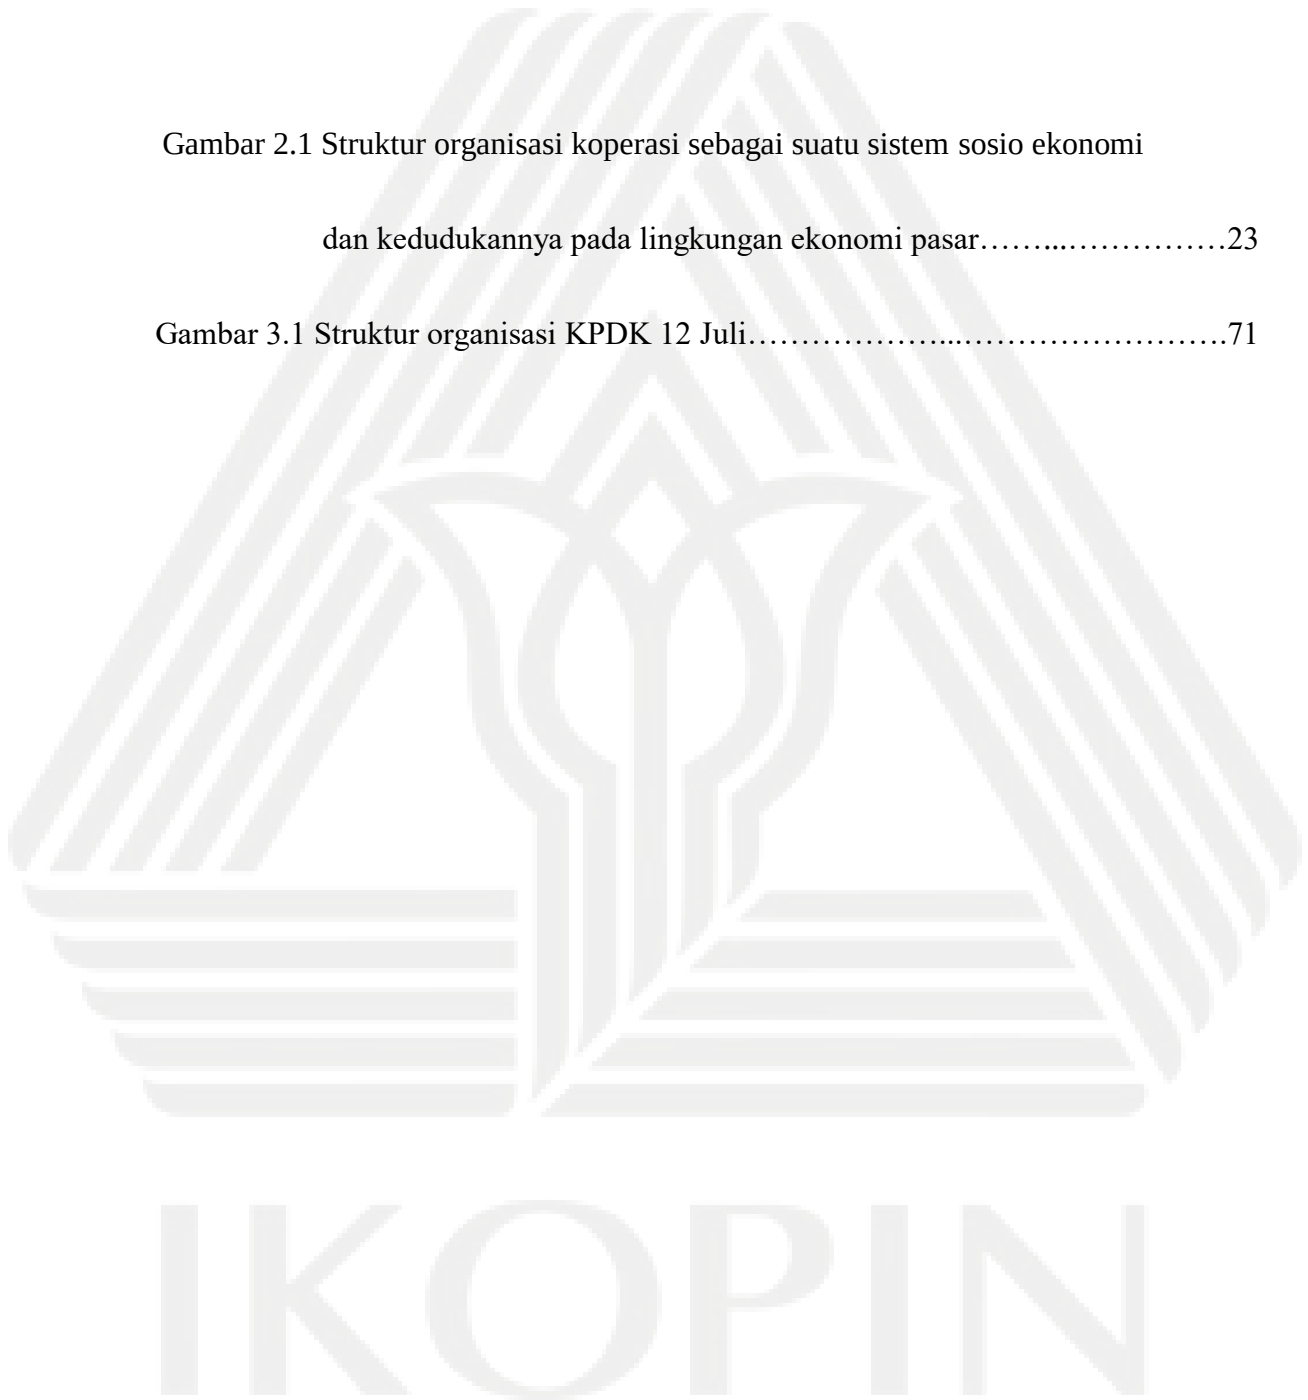 Gambar 2.1 Struktur organisasi koperasi sebagai suatu sistem sosio ekonomi
dan kedudukannya pada lingkungan ekonomi pasar……...……………23
Gambar 3.1 Struktur organisasi KPDK 12 Juli………………...…………………….71
IKOPIN